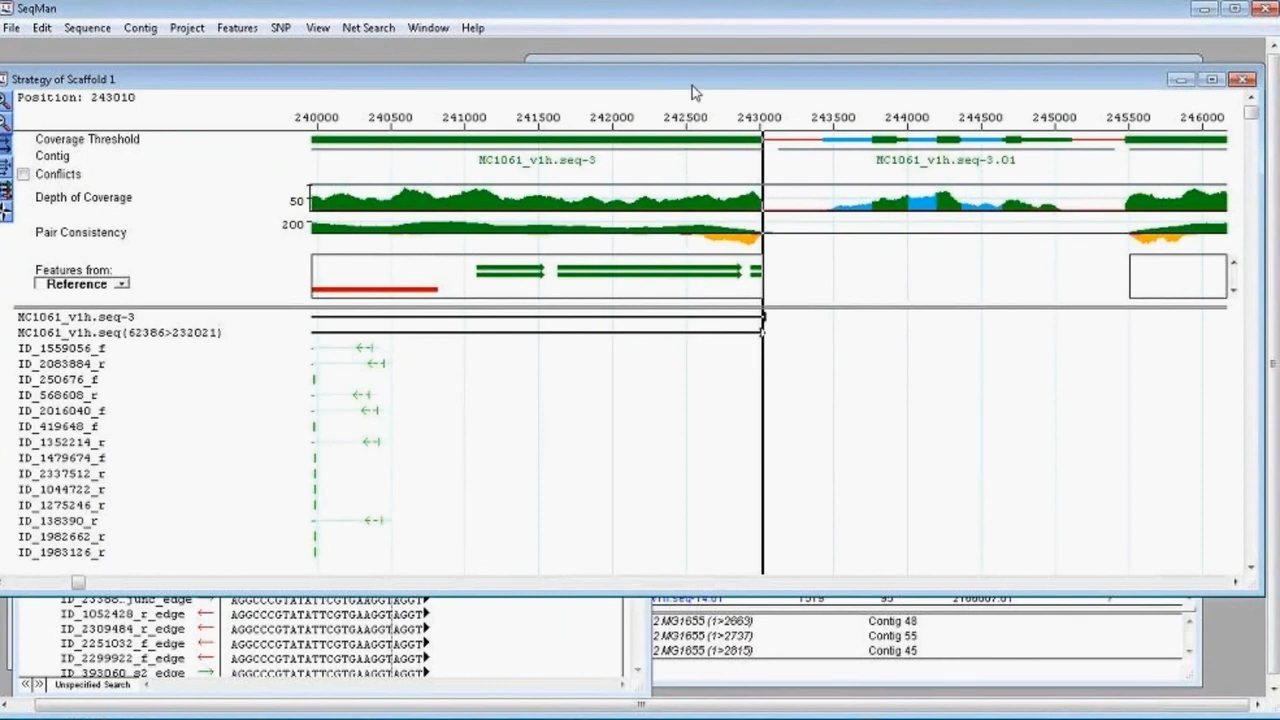 SeqMan
File Edit Sequence Contig Project Features SNP View Net Search Window Help
Strategy of Scaffold 1
Position: 243010
240000 240500 241000 241500 242000 242500 243000 243500 244000 244500 245000 245500 246000
Coverage Threshold
Contig
MC1061_v1h.seq-3 MC1061_v1h.seq-3.01
Conflicts
Depth of Coverage 50
200
Pair Consistency
Features from:
Reference
MC1061_v1h.seq-3
MC1061_v1h.seq(62386>232021)
ID_1559056_f
ID_2083884_r
ID_250676_f
ID_568608_r
ID_2016040_f
ID_419648_f
ID_1352214_r
ID_1479674_f
ID_2337512_r
ID_1044722_r
ID_1275246_r
ID_138390_r
ID_1982662_r
ID_1983126_r
ID_1052428_r_edge AGGCCCGTATATTCGTGAAGGTAGGT
ID_2309484_r_edge AGGCCCGTATATTCGTGAAGGTAGGT
ID_2251032_f_edge AGGCCCGTATATTCGTGAAGGTAGGT
ID_2299922_f_edge AGGCCCGTATATTCGTGAAGGTAGGT
ID_393060_s2_edge AGGCCCGTATATTCGTGAAGGTAGGT
Unspecified Search
2 MG1655 (1>2663) Contig 48
2 MG1655 (1>2737) Contig 55
2 MG1655 (1>2815) Contig 45